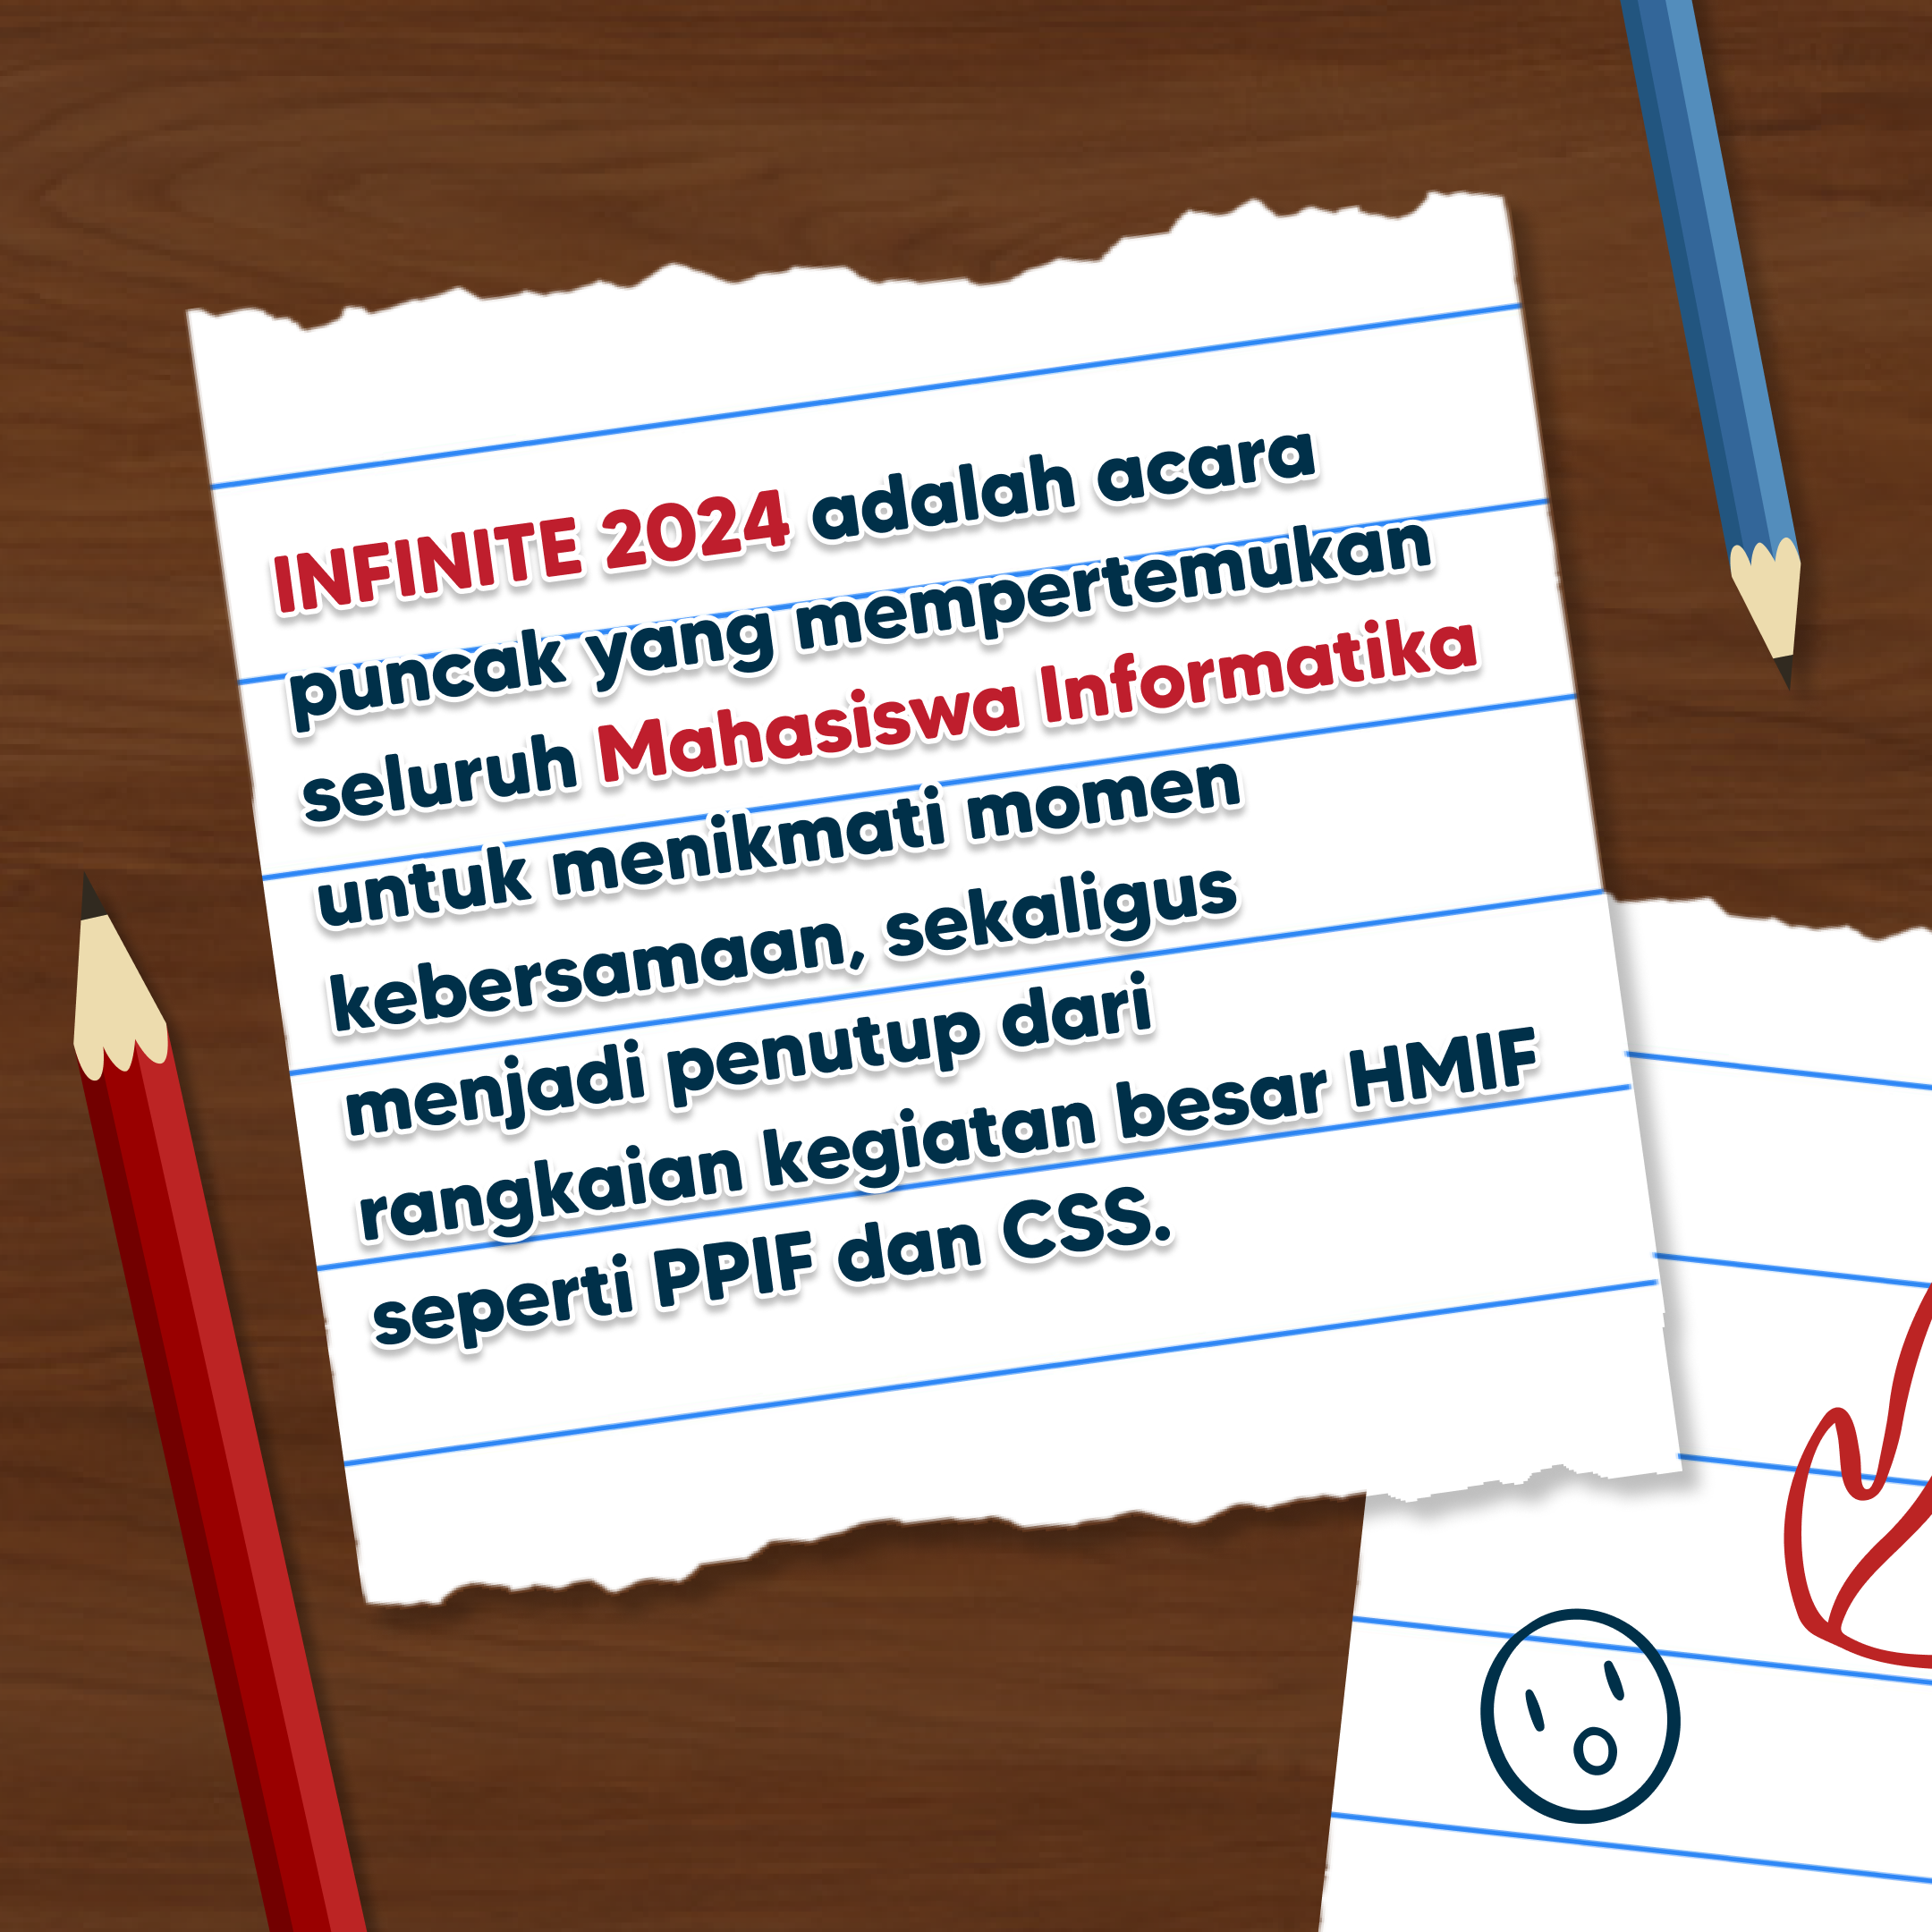 INFINITE 2024 adalah acara
puncak yang mempertemukan
seluruh Mahasiswa Informatika
untuk menikmati momen
kebersamaan, sekaligus
menjadi penutup dari
rangkaian kegiatan besar HMIF
seperti PPIF dan CSS.